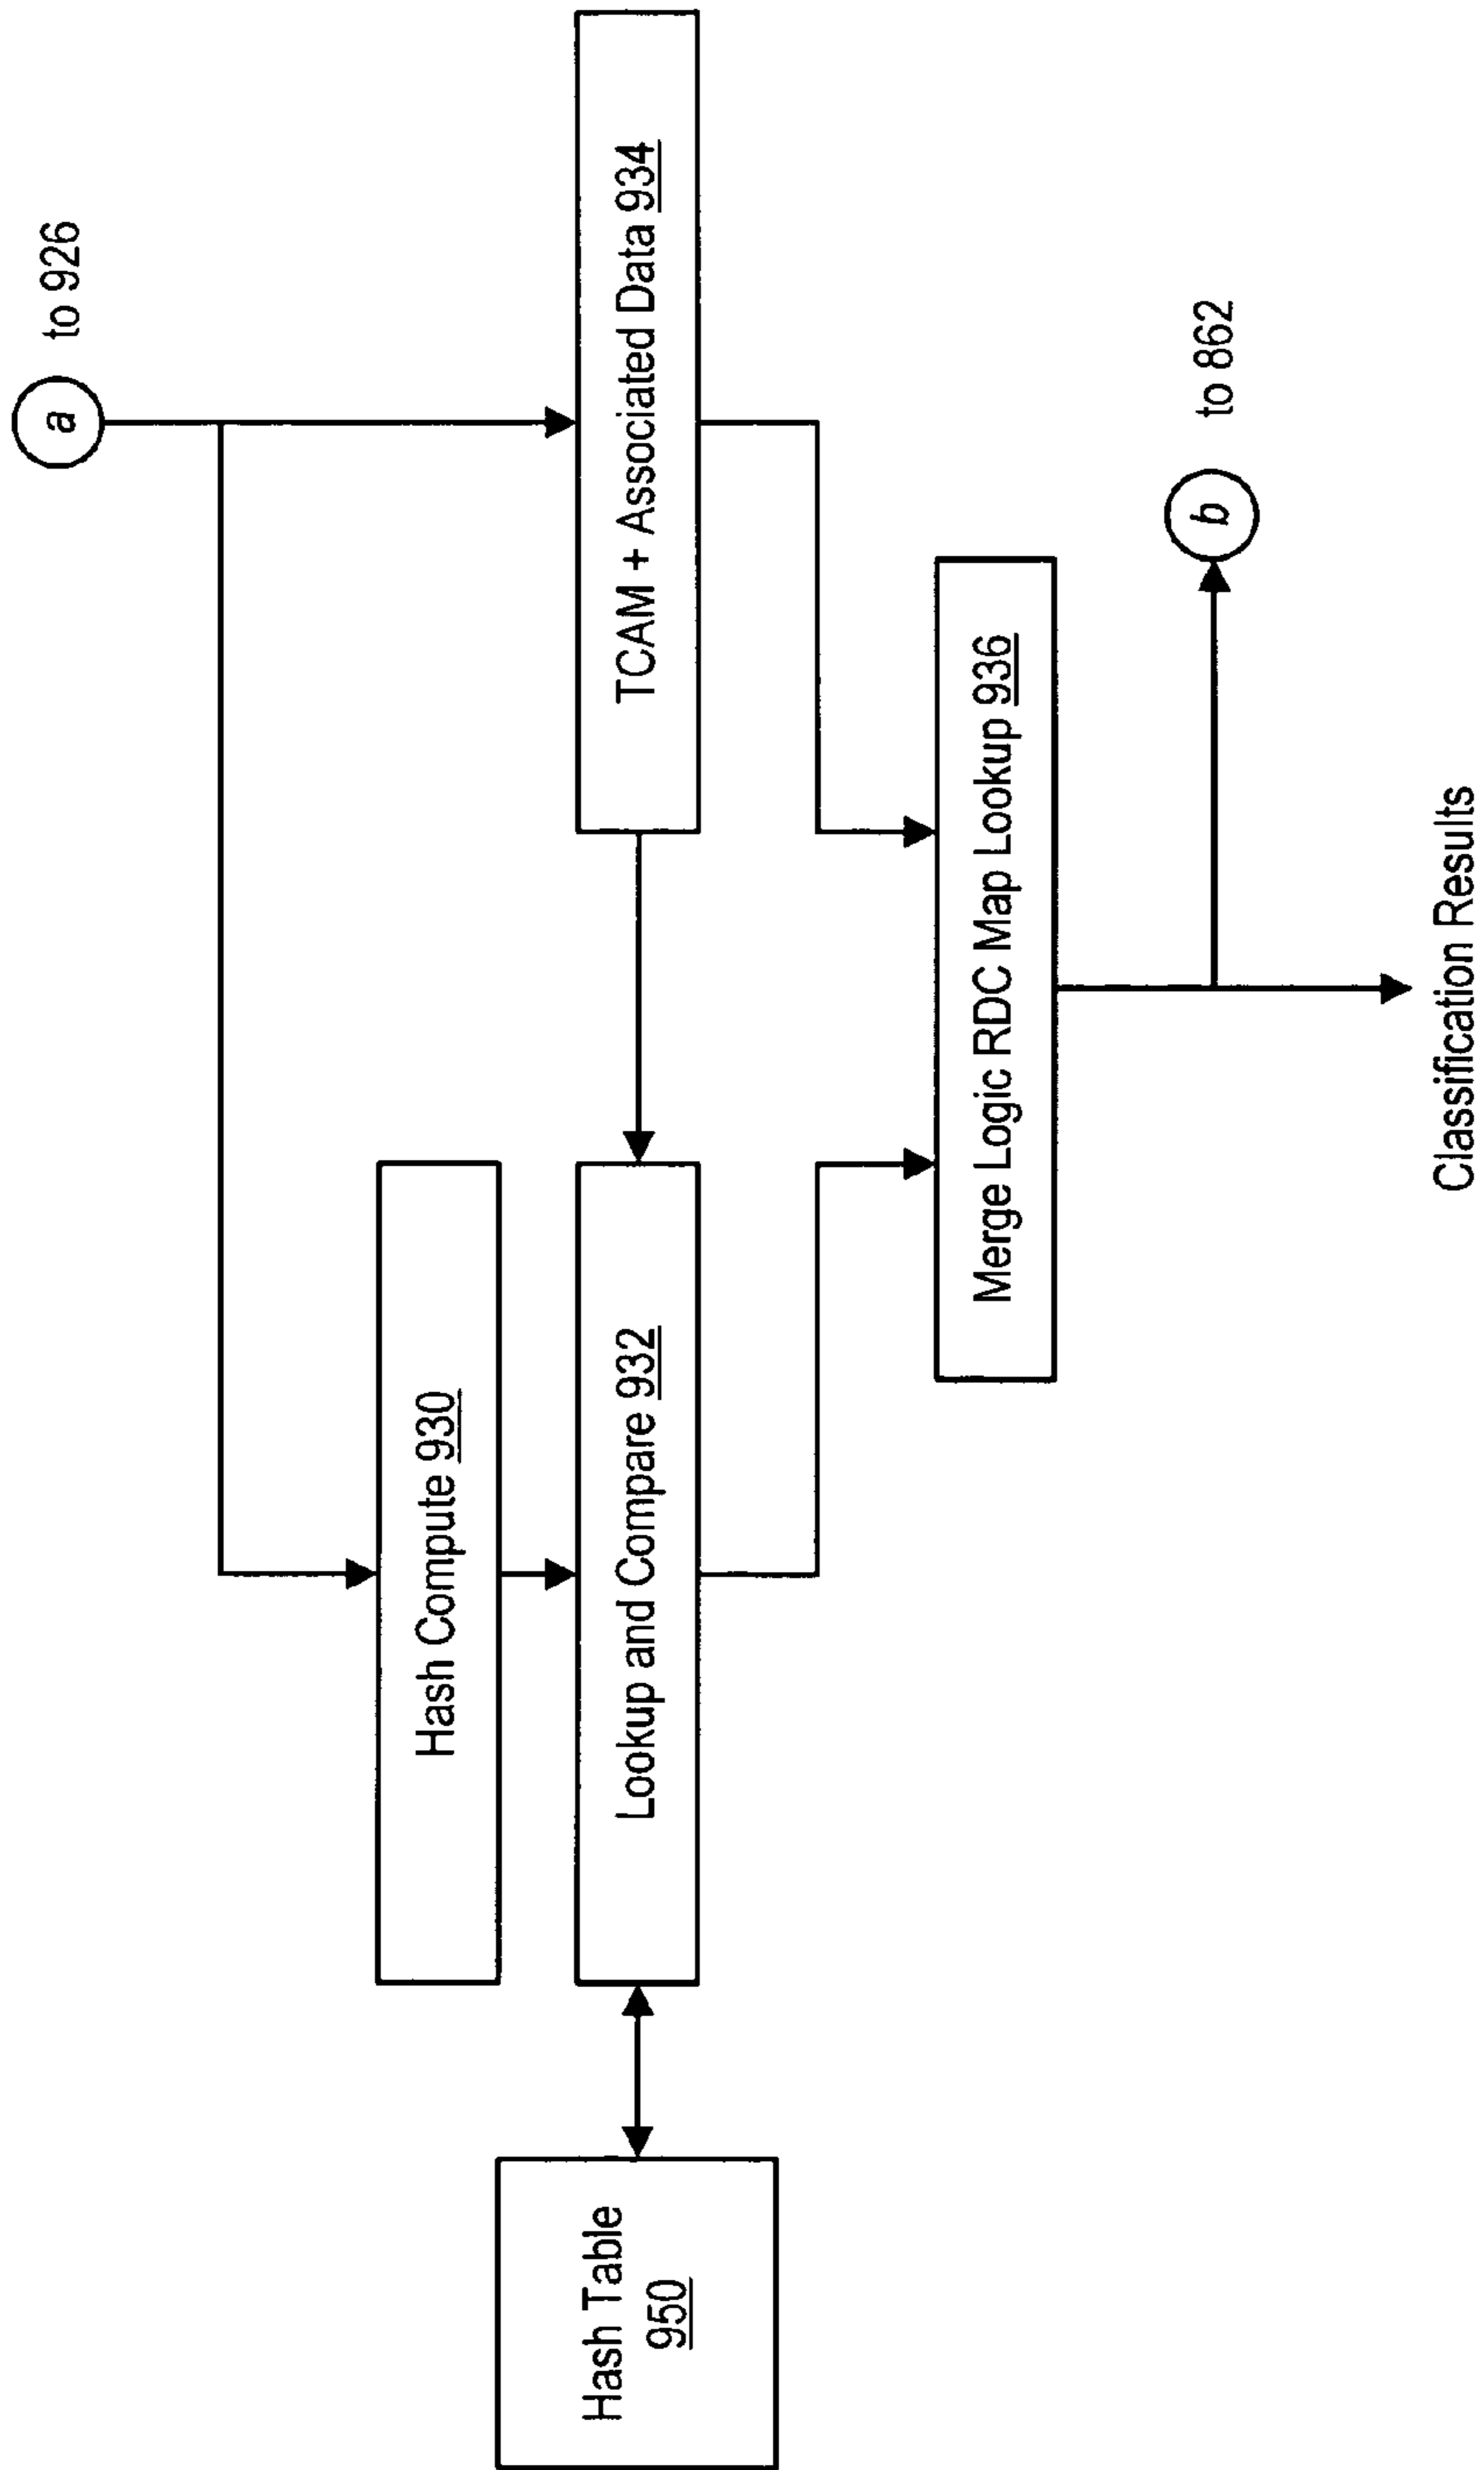 a
to 926
Hash Compute 930
Hash Table
950
Lookup and Compare 932
TCAM + Associated Data 934
Merge Logic RDC Map Lookup 936
b
to 862
Classification Results